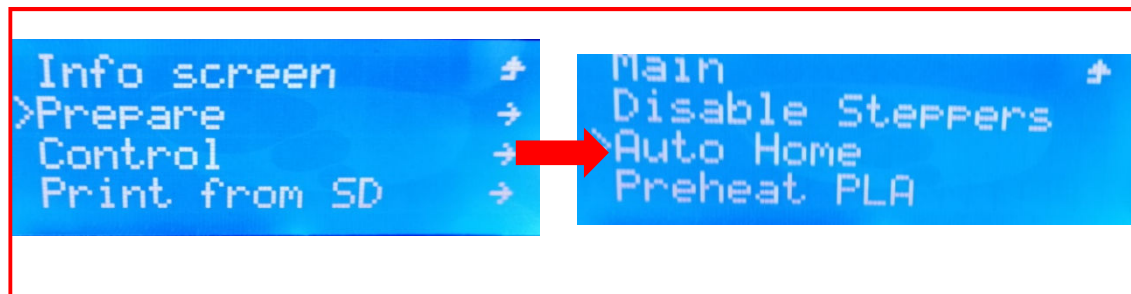 Info screen
>Prepare
Control
Print from SD
Main
Disable Steppers
>Auto Home
Preheat PLA